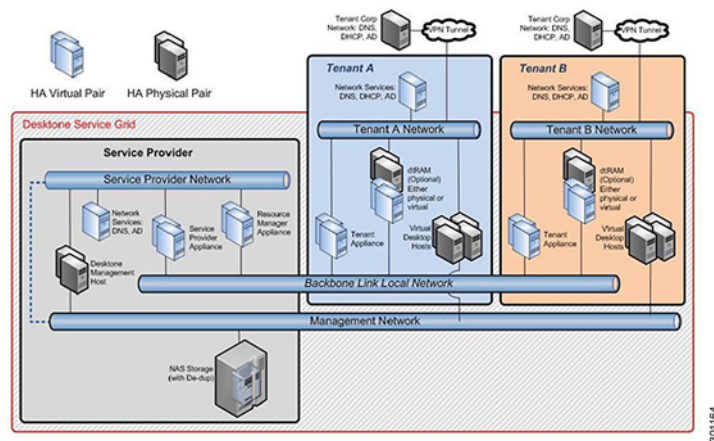 HA Virtual Pair
HA Physical Pair
Tenant Corp
Network: DNS,
DHCP, AD
VPN Tunnel
Tenant Corp
Network: DNS,
DHCP, AD
VPN Tunnel
Tenant A
Network Services:
DNS, DHCP, AD
Tenant A Network
dtRAM
(Optional)
Either
physical or
virtual
Tenant
Appliance
Virtual
Desktop
Hosts
Tenant B
Network Services:
DNS, DHCP, AD
Tenant B Network
dtRAM
(Optional)
Either
physical or
virtual
Tenant
Appliance
Virtual
Desktop
Hosts
Desktone Service Grid
Service Provider
Service Provider Network
Network
Services:
DNS, AD
Service
Provider
Appliance
Resource
Manager
Appliance
Desktone
Management
Host
Backbone Link Local Network
Management Network
NAS Storage
(with De-dup)
301164